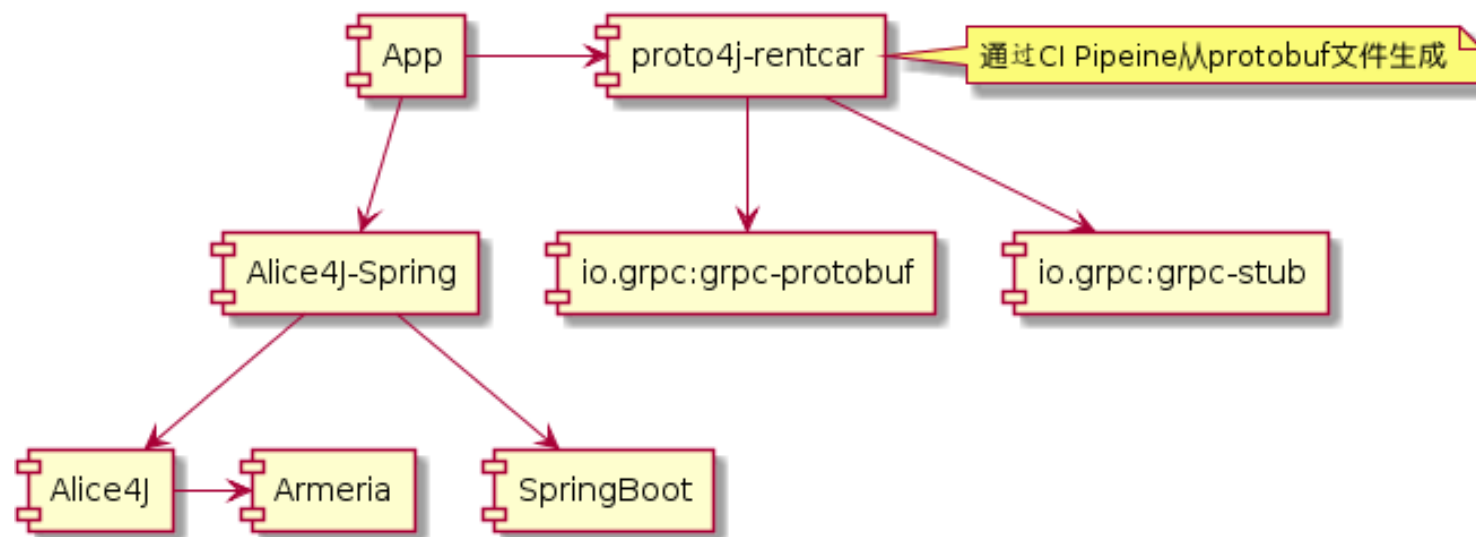 App
proto4j-rentcar
通过CI Pipeine从protobuf文件生成
Alice4J-Spring
io.grpc:grpc-protobuf
io.grpc:grpc-stub
Alice4J
Armeria
SpringBoot